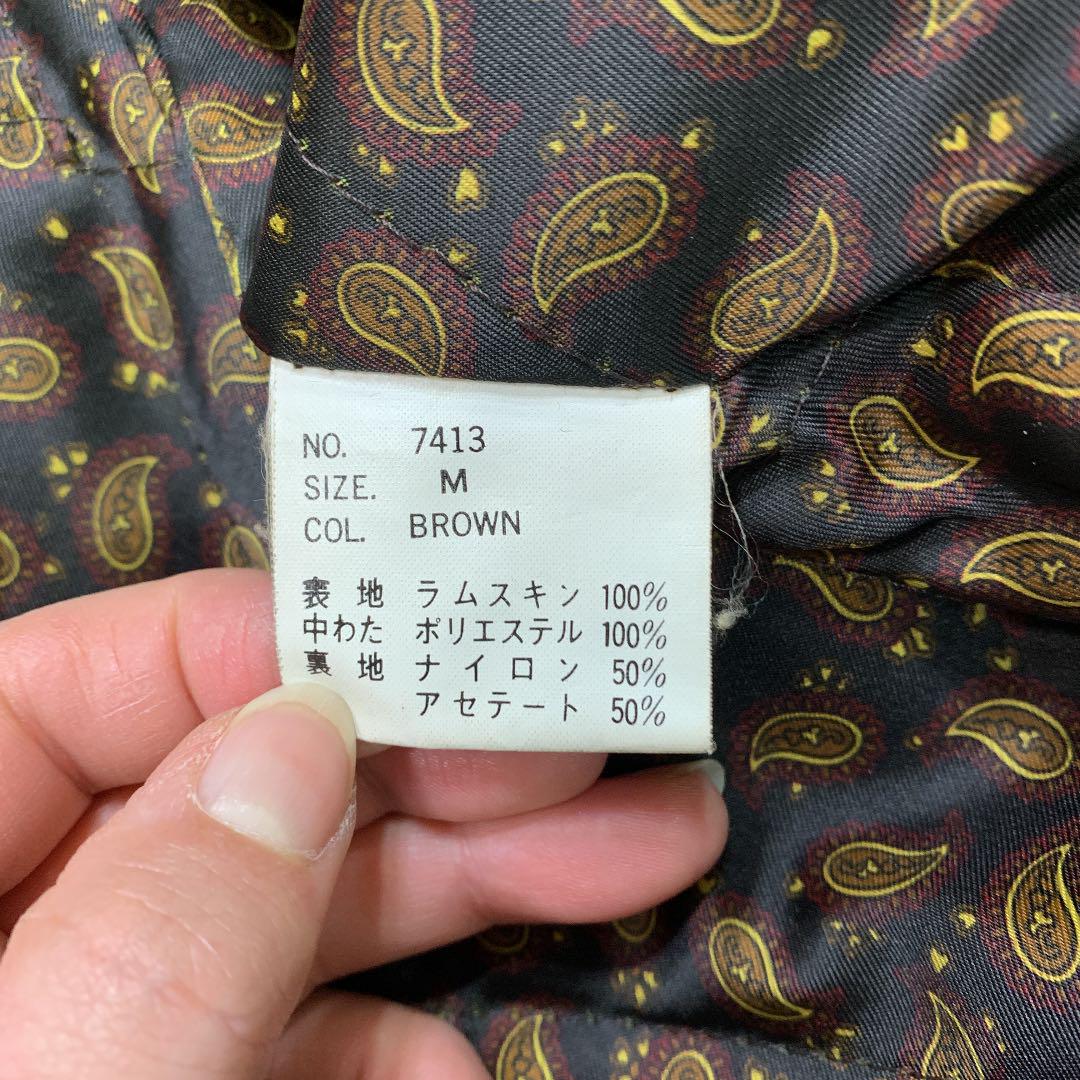 NO. 7413
SIZE. M
COL. BROWN
表地 ラムスキン 100%
中わた ポリエステル 100%
裏地 ナイロン 50%
アセテート 50%